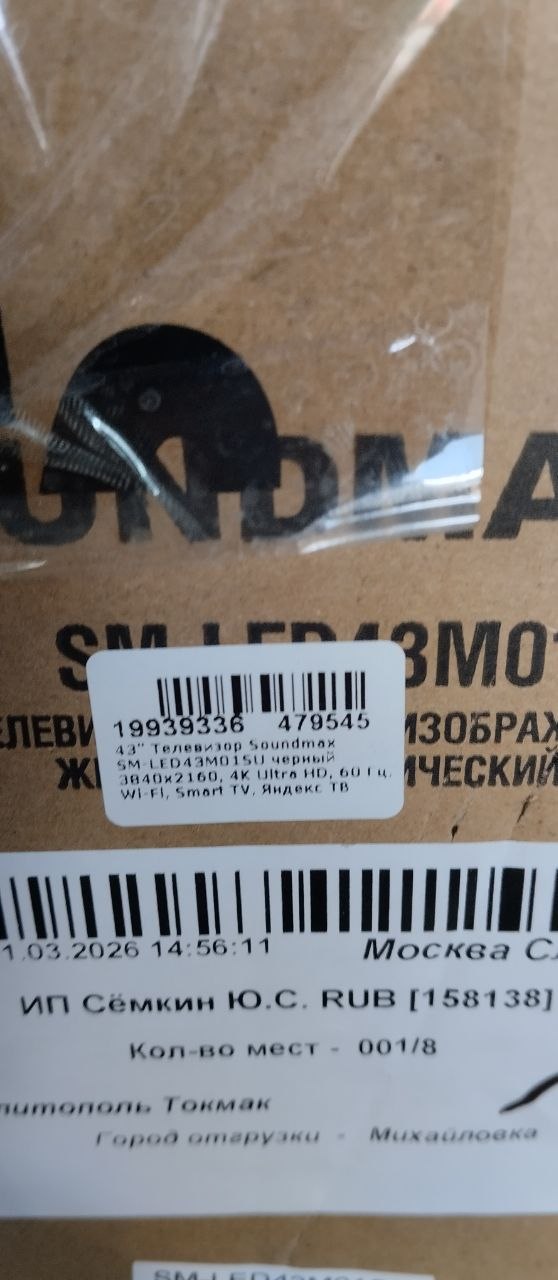 UNDMA
SM-LED43M01
19939336 479545
43" Телевизор Soundmax
SM-LED43M01SU черный
3840x2160, 4K Ultra HD, 60 Гц,
Wi-Fi, Smart TV, Яндекс ТВ
ЕЛЕВИ ИЗОБРАЖ
ЖИ ИЧЕСКИЙ
1.03.2026 14:56:11 Москва С
ИП Сёмкин Ю.С. RUB [158138]
Кол-во мест - 001/8
литополь Токмак
Город отгрузки - Михайловка